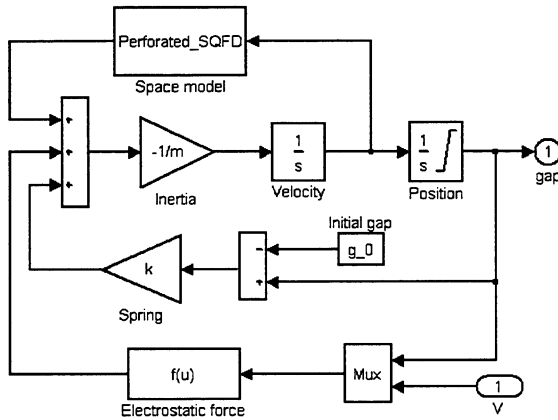 Perforated_SQFD
Space model
+
+
+
-1/m
Inertia
1
s
Velocity
1
s
Position
1
gap
Initial gap
g_0
-
+
k
Spring
f(u)
Electrostatic force
Mux
1
V